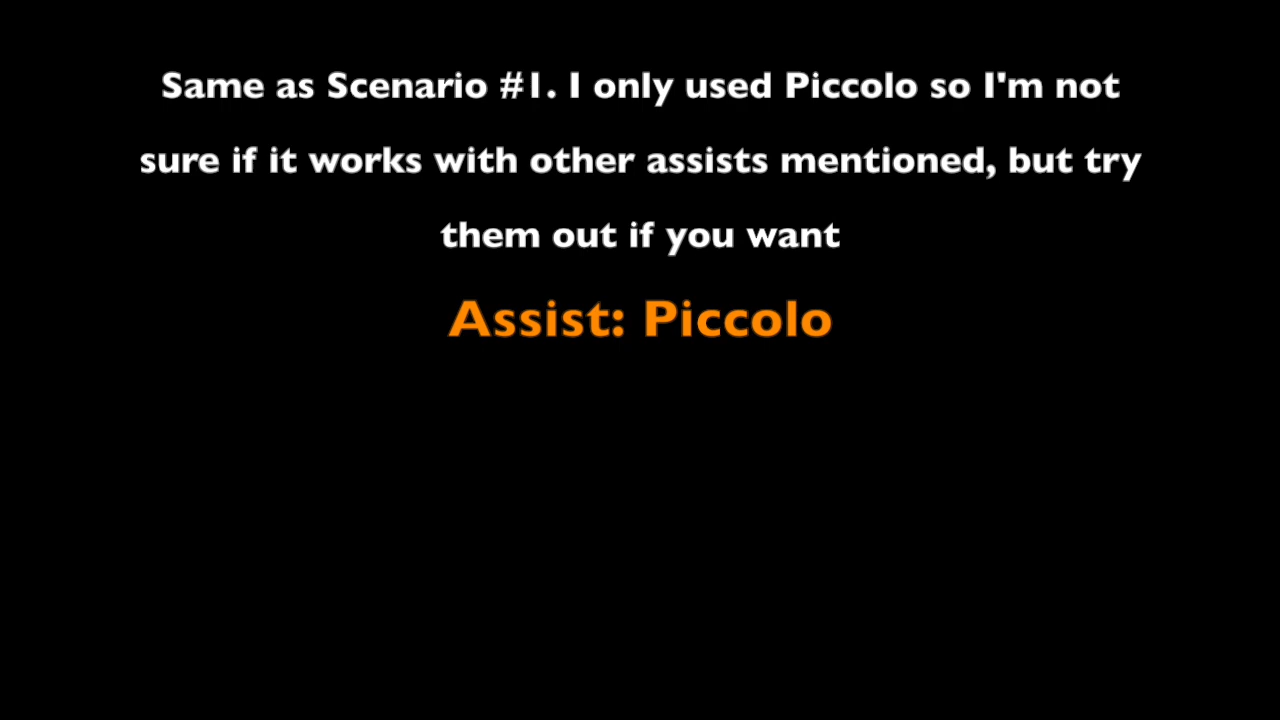 Same as Scenario #1. I only used Piccolo so I'm not
sure if it works with other assists mentioned, but try
them out if you want
Assist: Piccolo